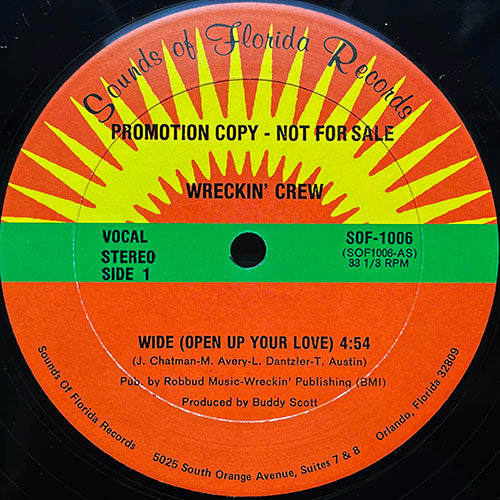 Sounds of Florida Records
PROMOTION COPY - NOT FOR SALE
WRECKIN' CREW
VOCAL
STEREO
SIDE 1
SOF-1006
(SOF1006-AS)
33 1/3 RPM
WIDE (OPEN UP YOUR LOVE) 4:54
(J. Chatman-M. Avery-L. Dantzler-T. Austin)
Pub. by Robbud Music-Wreckin' Publishing (BMI)
Produced by Buddy Scott
Sounds Of Florida Records
5025 South Orange Avenue, Suites 7 & 8
Orlando, Florida 32809